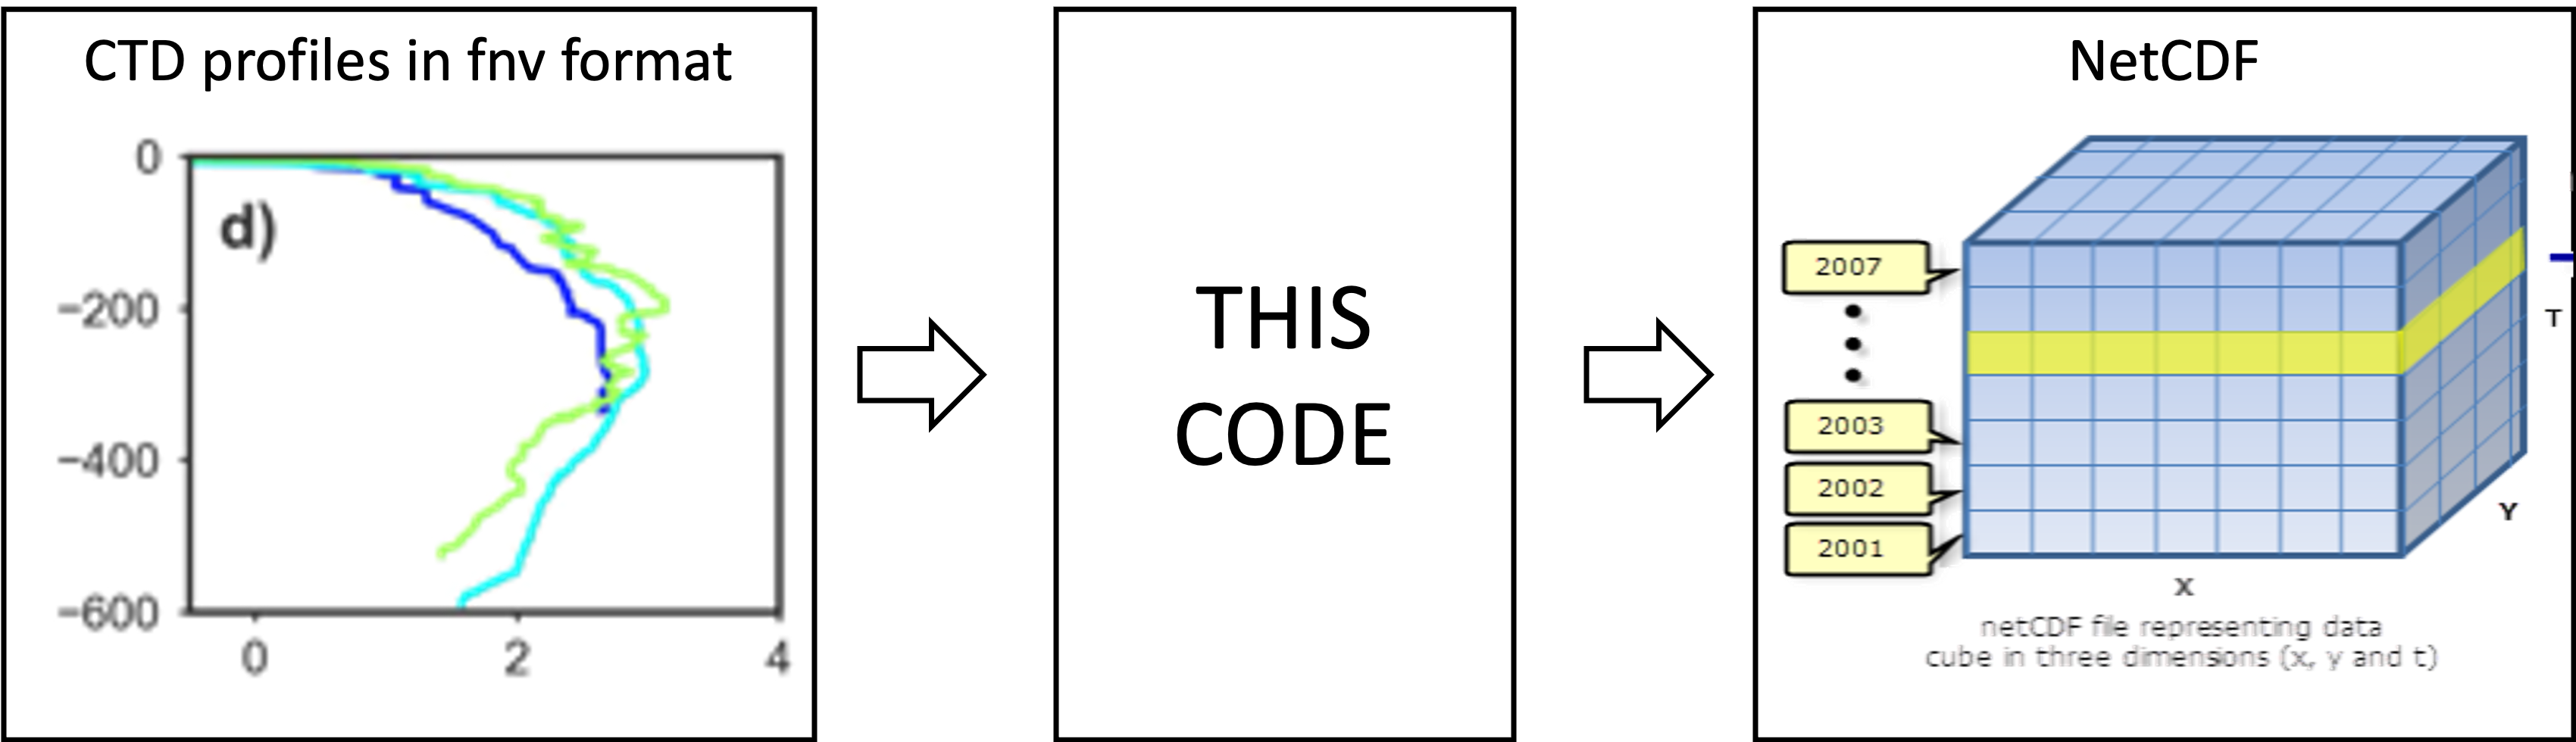 CTD profiles in fnv format
0
d)
−200
−400
−600
0 2 4
THIS
CODE
NetCDF
2007
2003
2002
2001
T
Y
X
netCDF file representing data
cube in three dimensions (x, y and t)